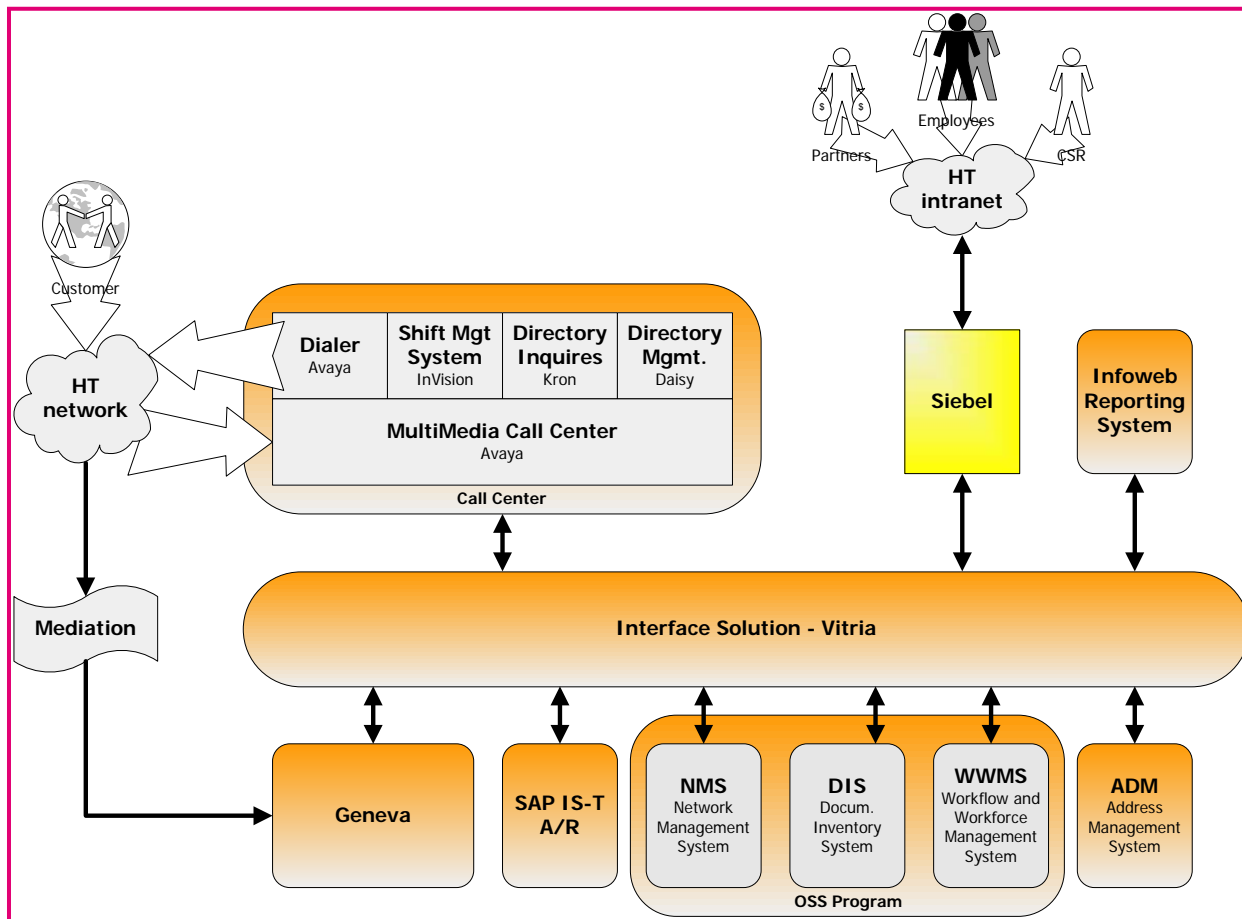 Employees
Partners
CSR
HT
intranet
Customer
HT
network
Dialer
Avaya
Shift Mgt
System
InVision
Directory
Inquires
Kron
Directory
Mgmt.
Daisy
MultiMedia Call Center
Avaya
Call Center
Siebel
Infoweb
Reporting
System
Mediation
Interface Solution - Vitria
Geneva
SAP IS-T
A/R
NMS
Network
Management
System
DIS
Docum.
Inventory
System
WWMS
Workflow and
Workforce
Management
System
ADM
Address
Management
System
OSS Program
$
$